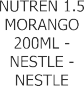 NUTREN 1.5
MORANGO
200ML -
NESTLE -
NESTLE